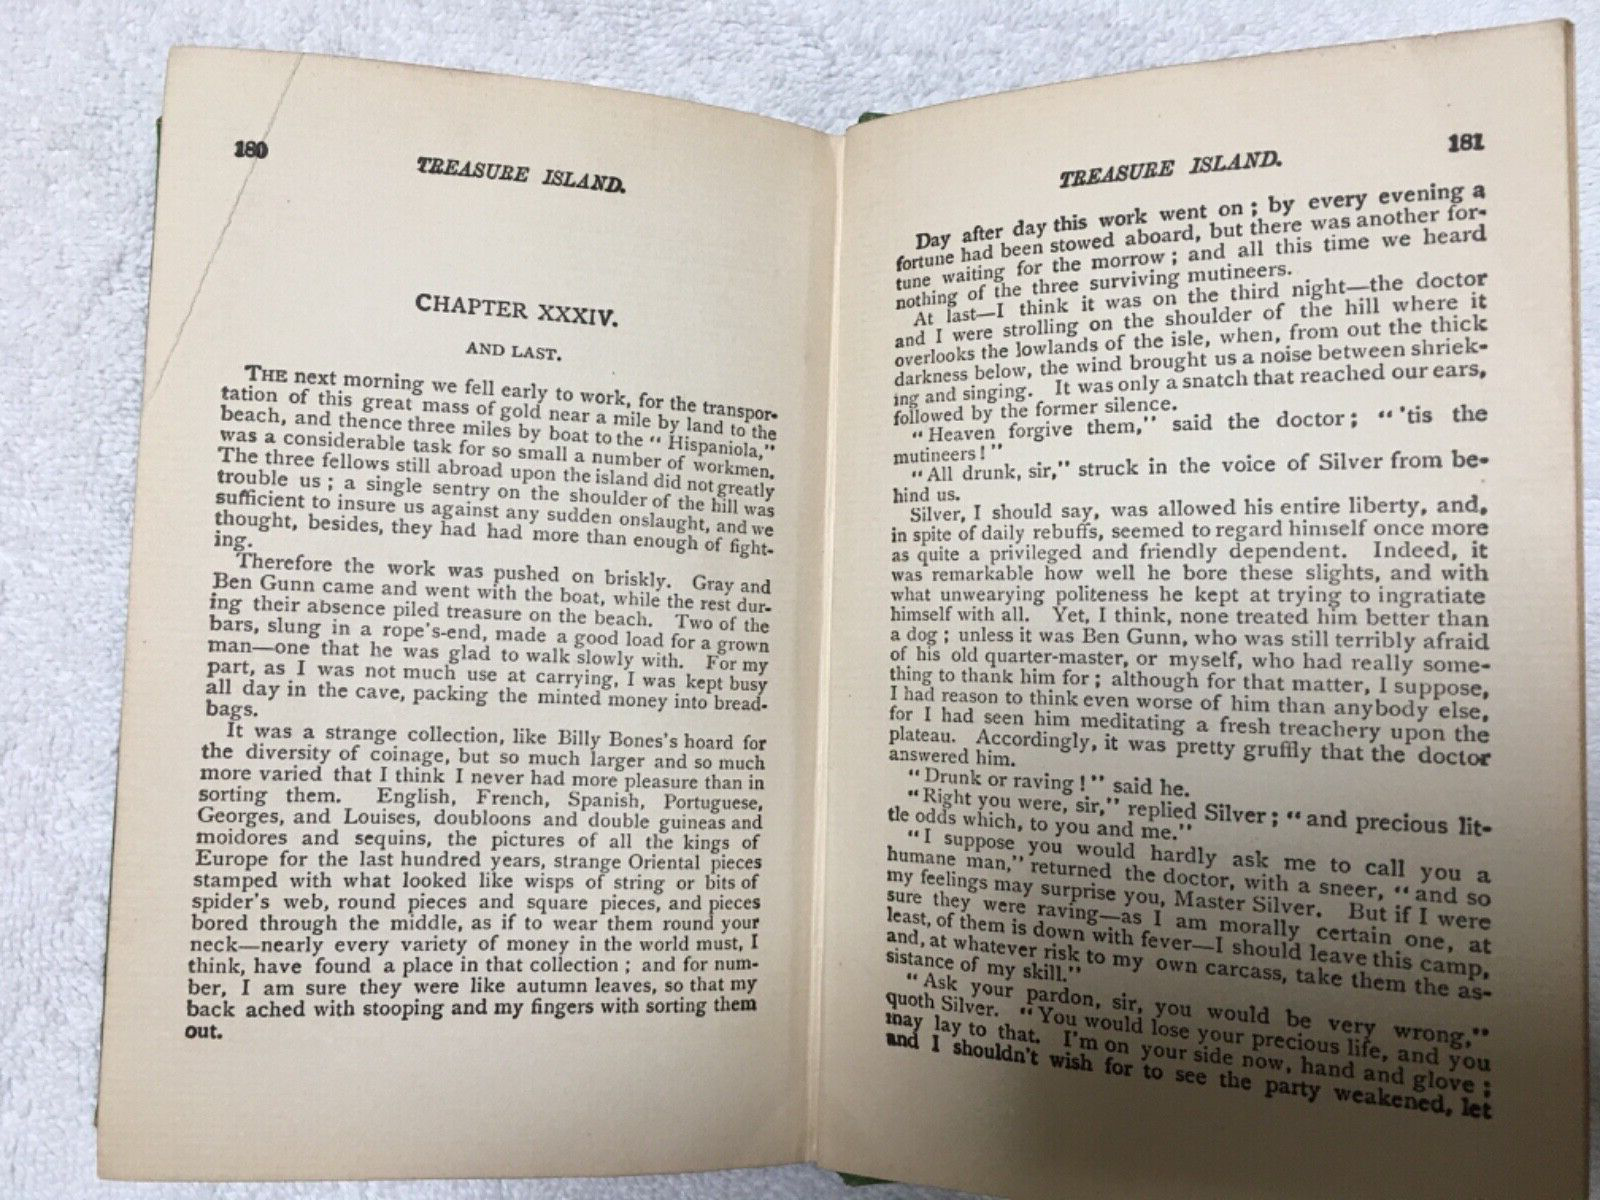 180
TREASURE ISLAND.
CHAPTER XXXIV.
AND LAST.
THE next morning we fell early to work, for the transpor-
tation of this great mass of gold near a mile by land to the
beach, and thence three miles by boat to the "Hispaniola,"
was a considerable task for so small a number of workmen.
The three fellows still abroad upon the island did not greatly
trouble us; a single sentry on the shoulder of the hill was
sufficient to insure us against any sudden onslaught, and we
thought, besides, they had had more than enough of fight-
ing.
Therefore the work was pushed on briskly. Gray and
Ben Gunn came and went with the boat, while the rest dur-
ing their absence piled treasure on the beach. Two of the
bars, slung in a rope's-end, made a good load for a grown
man—one that he was glad to walk slowly with. For my
part, as I was not much use at carrying, I was kept busy
all day in the cave, packing the minted money into bread-
bags.
It was a strange collection, like Billy Bones's hoard for
the diversity of coinage, but so much larger and so much
more varied that I think I never had more pleasure than in
sorting them. English, French, Spanish, Portuguese,
Georges, and Louises, doubloons and double guineas and
moidores and sequins, the pictures of all the kings of
Europe for the last hundred years, strange Oriental pieces
stamped with what looked like wisps of string or bits of
spider's web, round pieces and square pieces, and pieces
bored through the middle, as if to wear them round your
neck—nearly every variety of money in the world must, I
think, have found a place in that collection; and for num-
ber, I am sure they were like autumn leaves, so that my
back ached with stooping and my fingers with sorting them
out.
181
TREASURE ISLAND.
Day after day this work went on; by every evening a
fortune had been stowed aboard, but there was another for-
tune waiting for the morrow; and all this time we heard
nothing of the three surviving mutineers.
At last—I think it was on the third night—the doctor
and I were strolling on the shoulder of the hill where it
overlooks the lowlands of the isle, when, from out the thick
darkness below, the wind brought us a noise between shriek-
ing and singing. It was only a snatch that reached our ears,
followed by the former silence.
"Heaven forgive them," said the doctor; "'tis the
mutineers!"
"All drunk, sir," struck in the voice of Silver from be-
hind us.
Silver, I should say, was allowed his entire liberty, and,
in spite of daily rebuffs, seemed to regard himself once more
as quite a privileged and friendly dependent. Indeed, it
was remarkable how well he bore these slights, and with
what unwearying politeness he kept at trying to ingratiate
himself with all. Yet, I think, none treated him better than
a dog; unless it was Ben Gunn, who was still terribly afraid
of his old quarter-master, or myself, who had really some-
thing to thank him for; although for that matter, I suppose,
I had reason to think even worse of him than anybody else,
for I had seen him meditating a fresh treachery upon the
plateau. Accordingly, it was pretty gruffly that the doctor
answered him.
"Drunk or raving!" said he.
"Right you were, sir," replied Silver; "and precious lit-
tle odds which, to you and me."
"I suppose you would hardly ask me to call you a
humane man," returned the doctor, with a sneer, "and so
my feelings may surprise you, Master Silver. But if I were
sure they were raving—as I am morally certain one, at
least, of them is down with fever—I should leave this camp,
and, at whatever risk to my own carcass, take them the as-
sistance of my skill."
"Ask your pardon, sir, you would be very wrong,"
quoth Silver. "You would lose your precious life, and you
may lay to that. I'm on your side now, hand and glove;
and I shouldn't wish for to see the party weakened, let